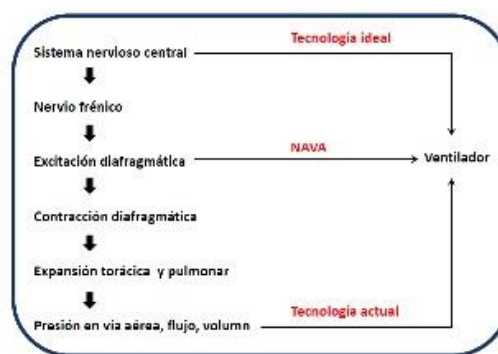 Tecnología ideal
Sistema nervioso central
Nervio frénico
NAVA
Excitación diafragmática
Ventilador
Contracción diafragmática
Expansión torácica y pulmonar
Tecnología actual
Presión en via aérea, flujo, volumn